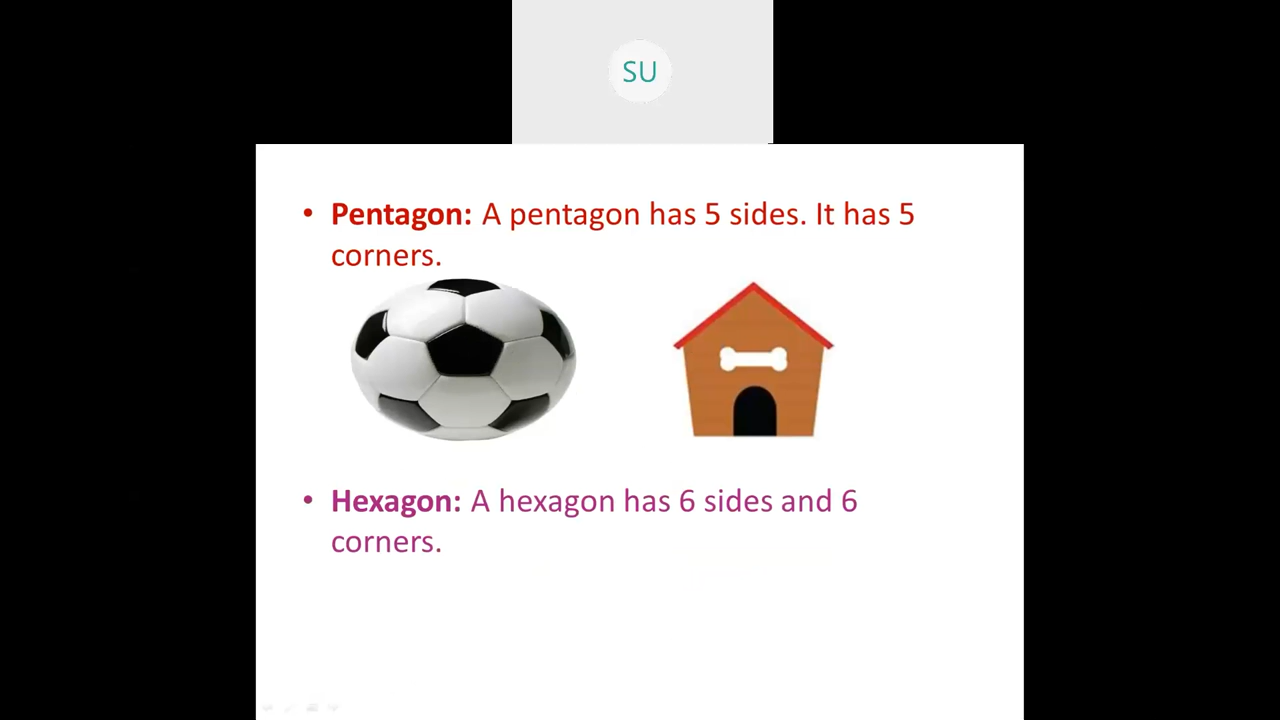 SU
• Pentagon: A pentagon has 5 sides. It has 5
corners.
• Hexagon: A hexagon has 6 sides and 6
corners.